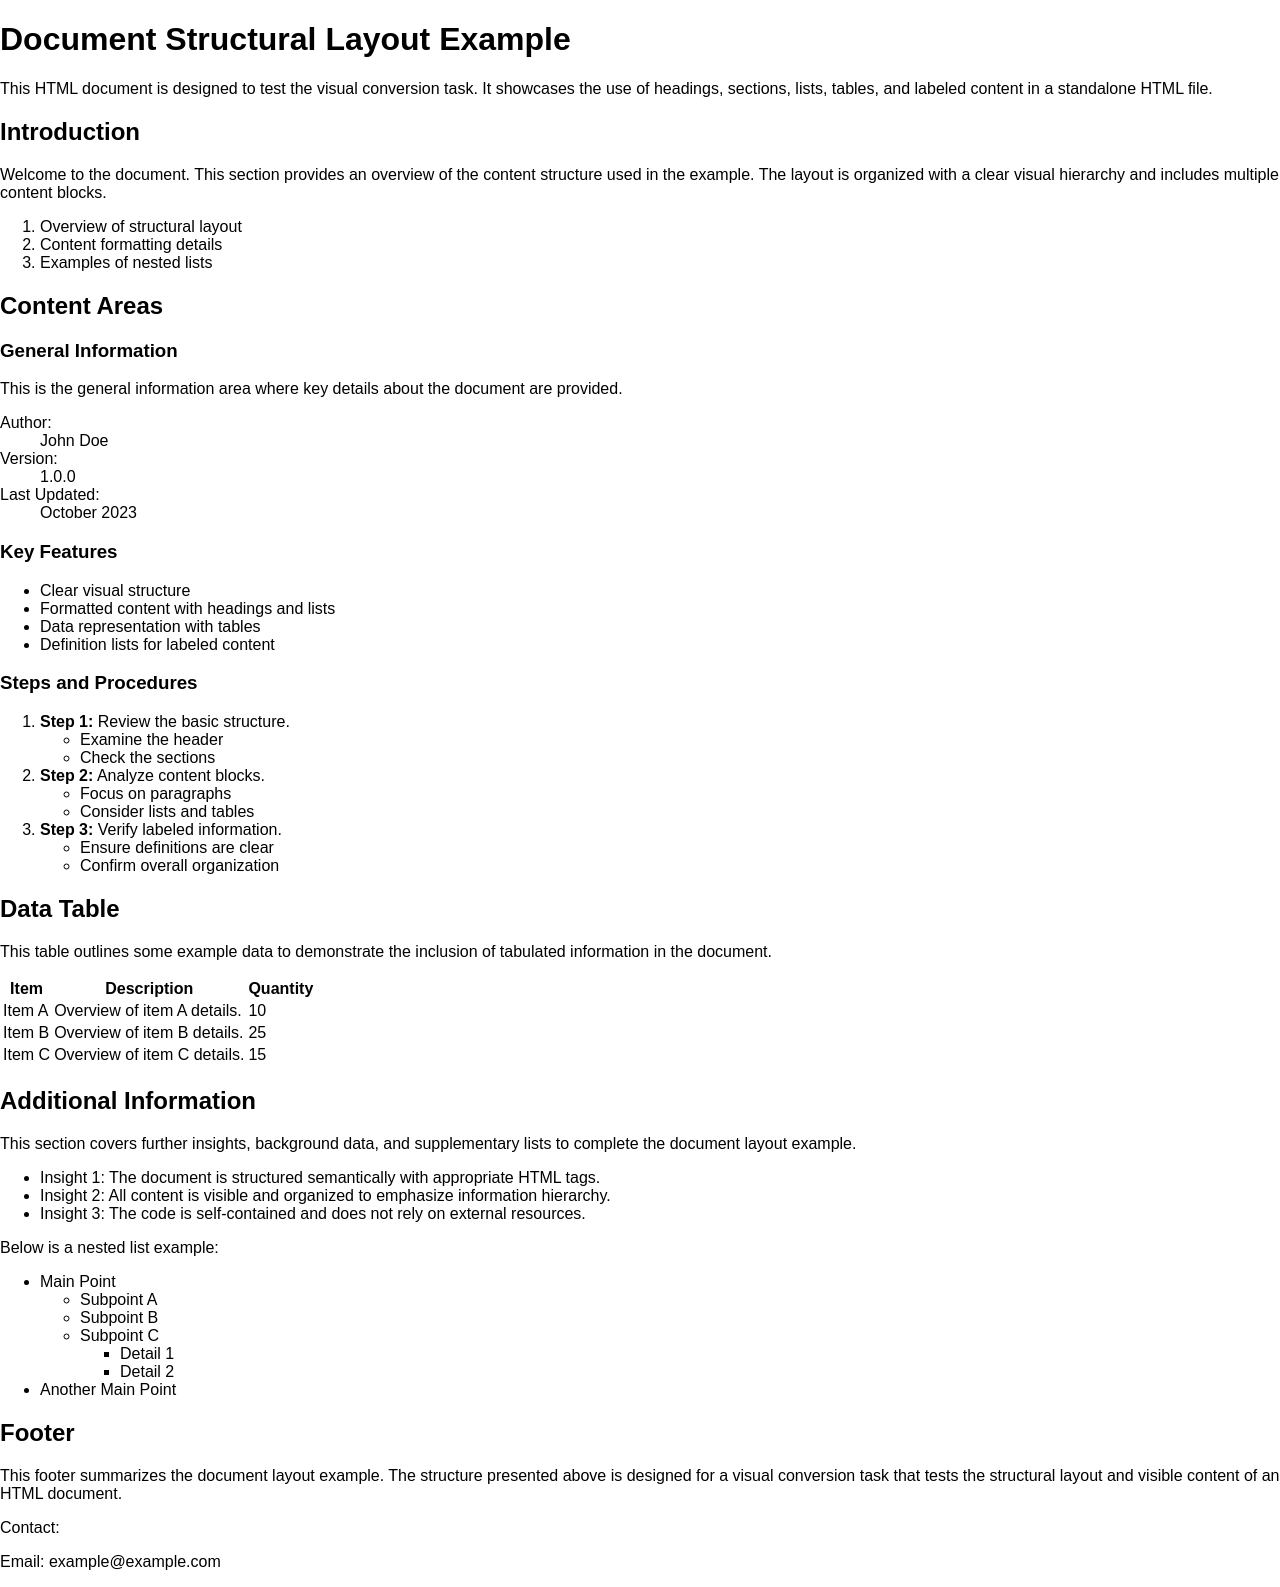 Document Structural Layout Example
This HTML document is designed to test the visual conversion task. It showcases the use of headings, sections, lists, tables, and labeled content in a standalone HTML file.
Introduction
Welcome to the document. This section provides an overview of the content structure used in the example. The layout is organized with a clear visual hierarchy and includes multiple
content blocks.
1. Overview of structural layout
2. Content formatting details
3. Examples of nested lists
Content Areas
General Information
This is the general information area where key details about the document are provided.
Author:
John Doe
Version:
1.0.0
Last Updated:
October 2023
Key Features
• Clear visual structure
• Formatted content with headings and lists
• Data representation with tables
• Definition lists for labeled content
Steps and Procedures
1. Step 1: Review the basic structure.
◦ Examine the header
◦ Check the sections
2. Step 2: Analyze content blocks.
◦ Focus on paragraphs
◦ Consider lists and tables
3. Step 3: Verify labeled information.
◦ Ensure definitions are clear
◦ Confirm overall organization
Data Table
This table outlines some example data to demonstrate the inclusion of tabulated information in the document.
Item Description Quantity
Item A Overview of item A details. 10
Item B Overview of item B details. 25
Item C Overview of item C details. 15
Additional Information
This section covers further insights, background data, and supplementary lists to complete the document layout example.
• Insight 1: The document is structured semantically with appropriate HTML tags.
• Insight 2: All content is visible and organized to emphasize information hierarchy.
• Insight 3: The code is self-contained and does not rely on external resources.
Below is a nested list example:
• Main Point
◦ Subpoint A
◦ Subpoint B
◦ Subpoint C
▪ Detail 1
▪ Detail 2
• Another Main Point
Footer
This footer summarizes the document layout example. The structure presented above is designed for a visual conversion task that tests the structural layout and visible content of an
HTML document.
Contact:
Email: example@example.com